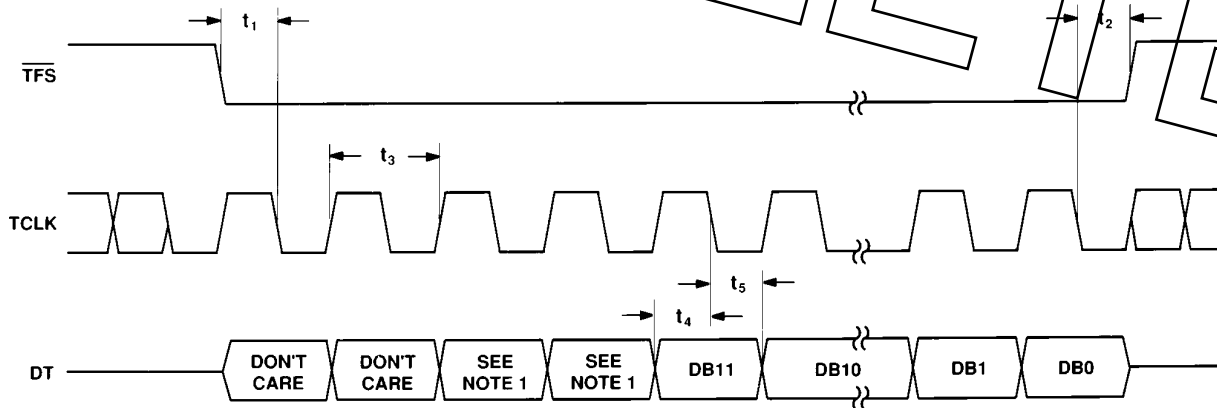 t1
t2
TFS
t3
TCLK
t5
t4
DT
DON'T CARE
DON'T CARE
SEE NOTE 1
SEE NOTE 1
DB11
DB10
DB1
DB0